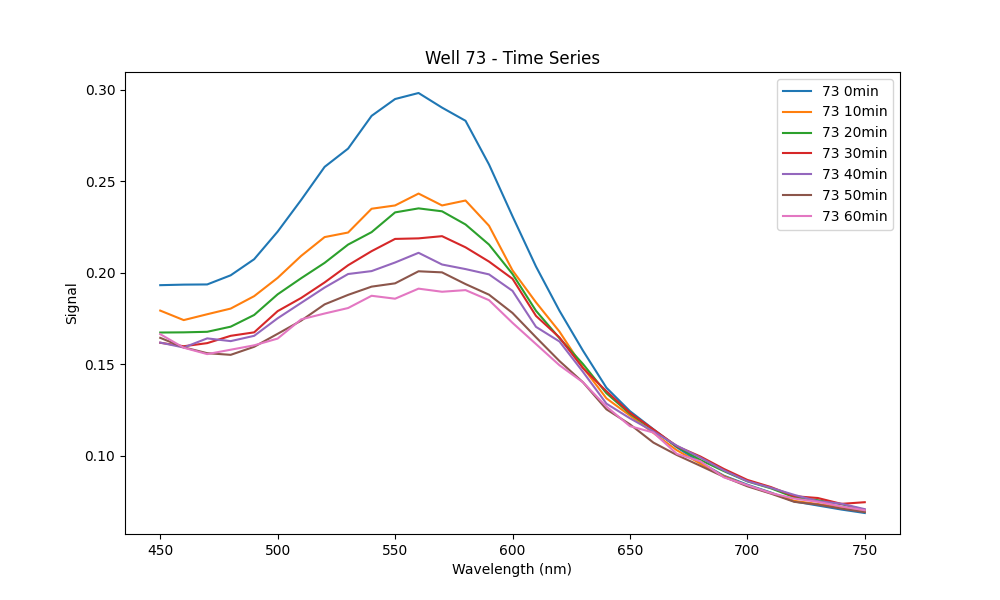 Well 73 - Time Series
Signal
0.30
0.25
0.20
0.15
0.10
73 0min
73 10min
73 20min
73 30min
73 40min
73 50min
73 60min
450 500 550 600 650 700 750
Wavelength (nm)